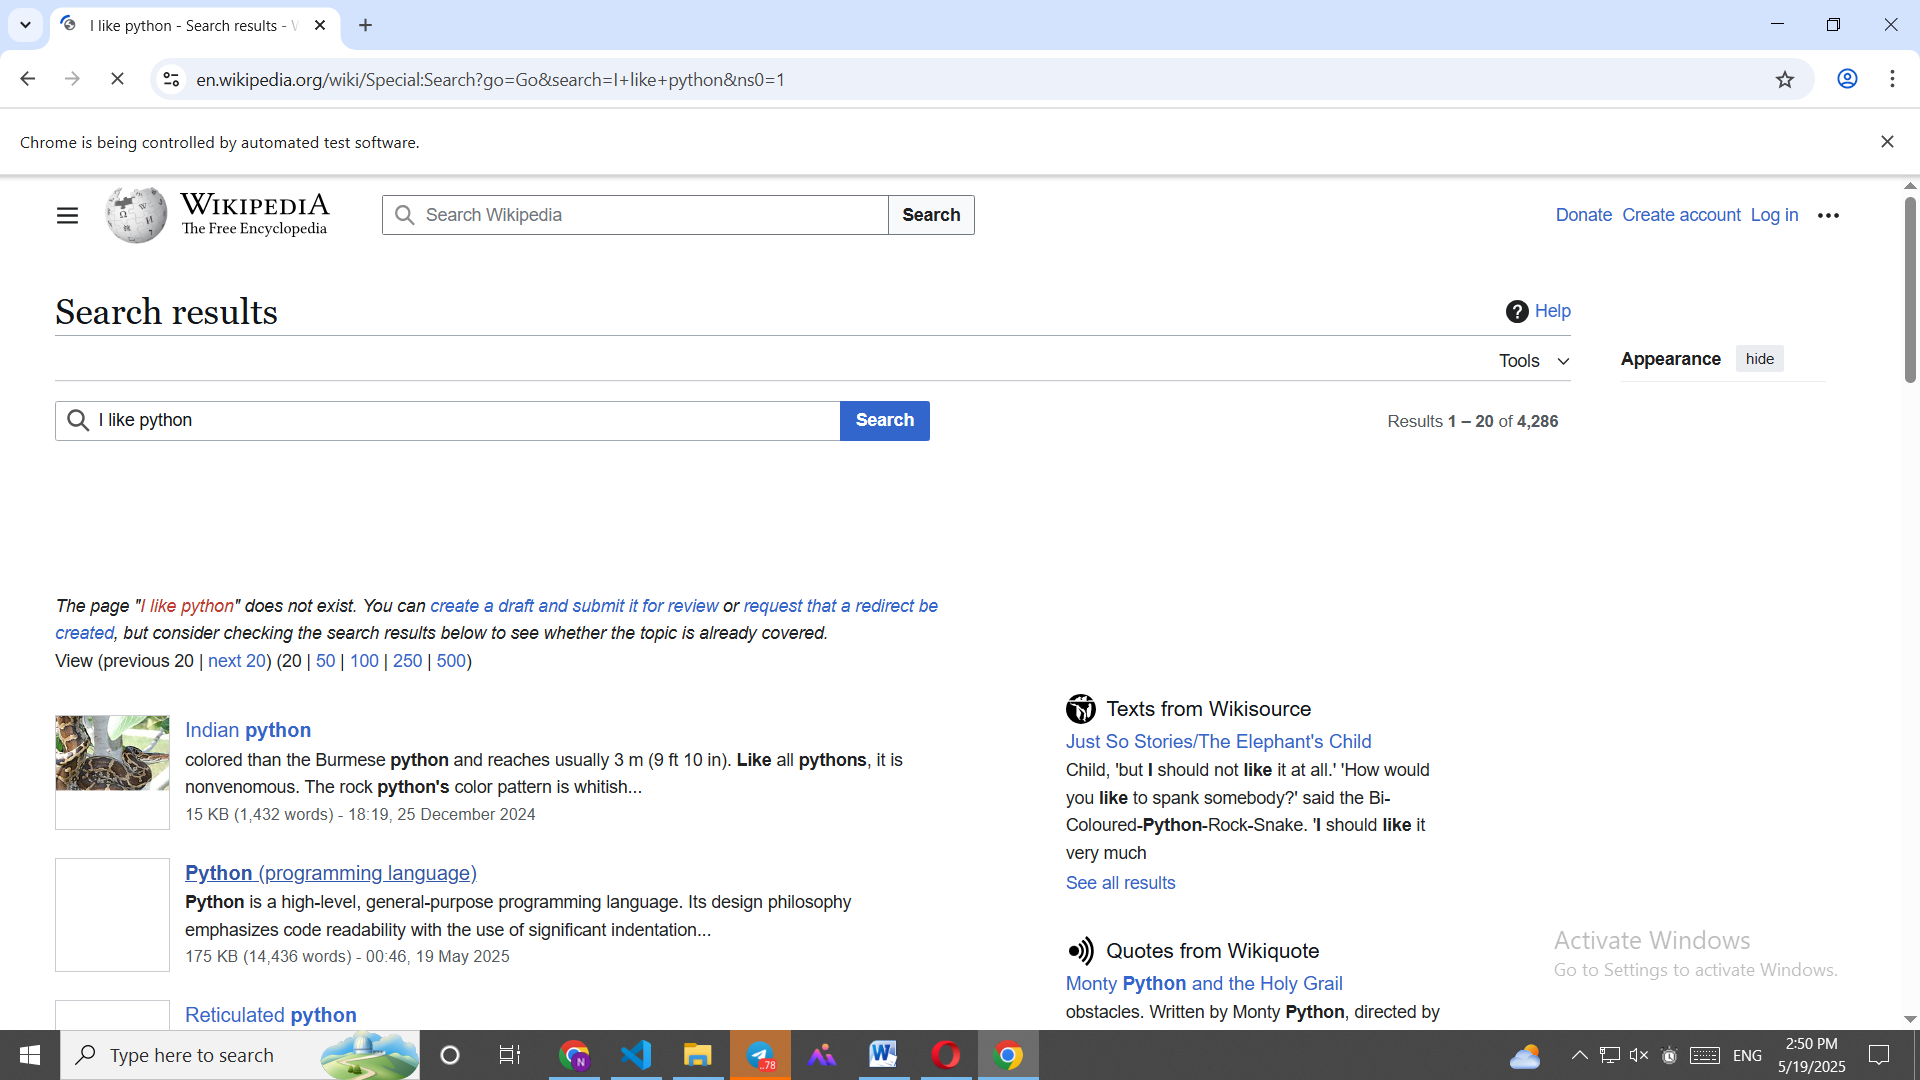 I like python - Search results - W
en.wikipedia.org/wiki/Special:Search?go=Go&search=I+like+python&ns0=1
Chrome is being controlled by automated test software.
WIKIPEDIA
The Free Encyclopedia
Search Wikipedia
Search
Donate Create account Log in
Search results
Help
Tools
Appearance hide
I like python
Search
Results 1 – 20 of 4,286
The page "I like python" does not exist. You can create a draft and submit it for review or request that a redirect be
created, but consider checking the search results below to see whether the topic is already covered.
View (previous 20 | next 20) (20 | 50 | 100 | 250 | 500)
Indian python
colored than the Burmese python and reaches usually 3 m (9 ft 10 in). Like all pythons, it is
nonvenomous. The rock python's color pattern is whitish...
15 KB (1,432 words) - 18:19, 25 December 2024
Python (programming language)
Python is a high-level, general-purpose programming language. Its design philosophy
emphasizes code readability with the use of significant indentation...
175 KB (14,436 words) - 00:46, 19 May 2025
Reticulated python
Texts from Wikisource
Just So Stories/The Elephant's Child
Child, 'but I should not like it at all.' 'How would
you like to spank somebody?' said the Bi-
Coloured-Python-Rock-Snake. 'I should like it
very much
See all results
Quotes from Wikiquote
Monty Python and the Holy Grail
obstacles. Written by Monty Python, directed by
Activate Windows
Go to Settings to activate Windows.
Type here to search
N
..78
ENG
2:50 PM
5/19/2025